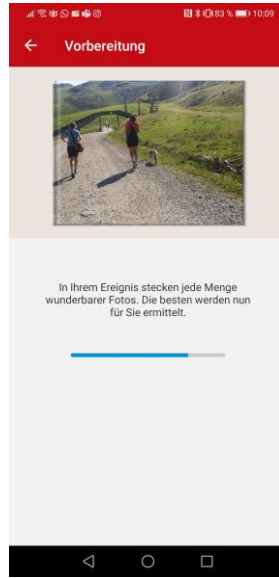 83 % 10:09
Vorbereitung
In Ihrem Ereignis stecken jede Menge
wunderbarer Fotos. Die besten werden nun
für Sie ermittelt.